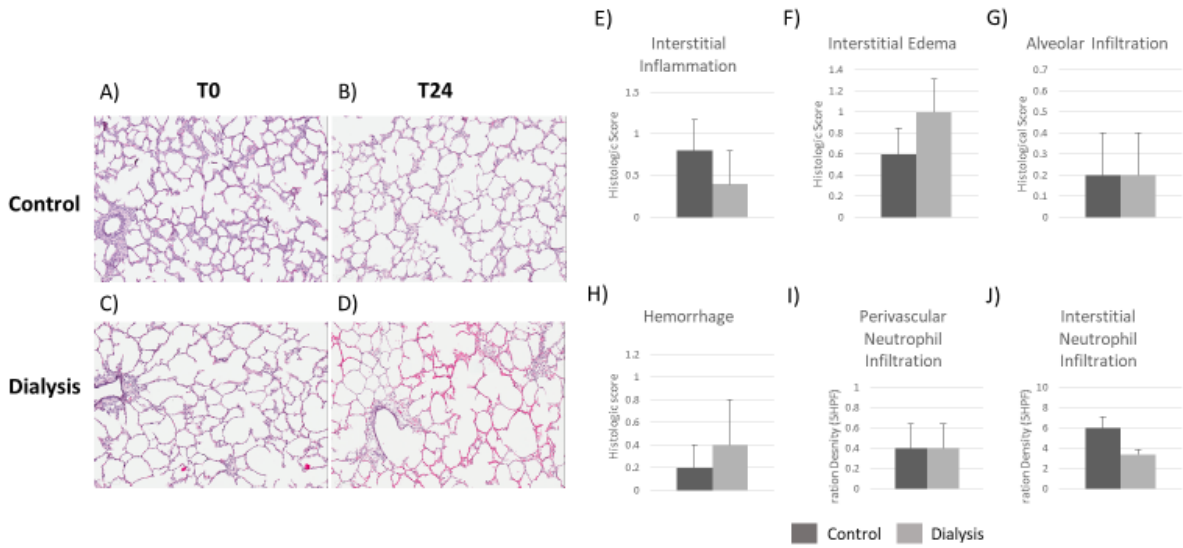 A) T0 B) T24
Control
C) D)
Dialysis
E)
Interstitial
Inflammation
Histologic Score
1.5
1
0.5
0
F)
Interstitial Edema
Histologic Score
1.4
1.2
1
0.8
0.6
0.4
0.2
0
G)
Alveolar Infiltration
Histological Score
0.7
0.6
0.5
0.4
0.3
0.2
0.1
0
H)
Hemorrhage
Histologic score
1.2
1
0.8
0.6
0.4
0.2
0
I)
Perivascular
Neutrophil
Infiltration
ration Desnity (5HPF)
1
0.8
0.6
0.4
0.2
0
J)
Interstitial
Neutrophil
Infiltration
ration Density (5HPF)
10
8
6
4
2
0
Control Dialysis